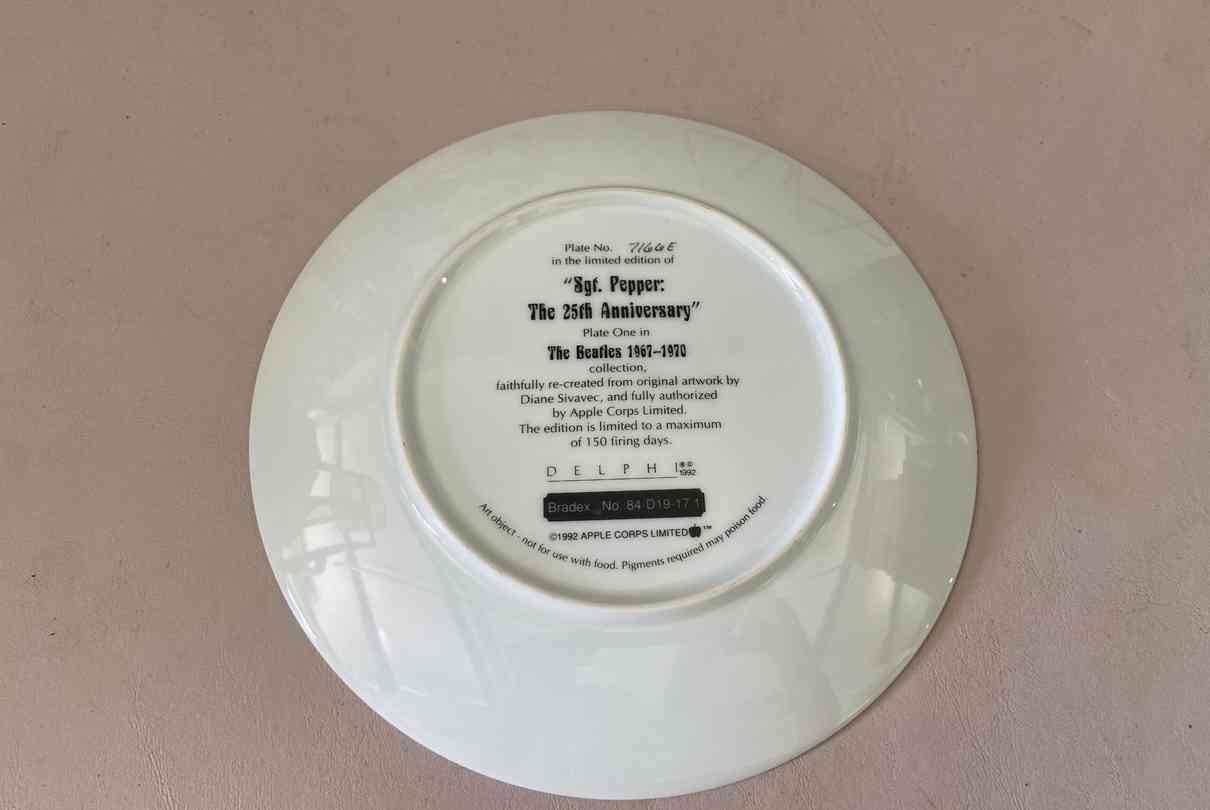 Plate No. 7166E
in the limited edition of
“Sgt. Pepper:
The 25th Anniversary”
Plate One in
The Beatles 1967–1970
collection,
faithfully re-created from original artwork by
Diane Sivavec, and fully authorized
by Apple Corps Limited.
The edition is limited to a maximum
of 150 firing days.
DELPHI ®© 1992
Bradex No. 84-D19-17.1
©1992 APPLE CORPS LIMITED ™
Art object - not for use with food. Pigments required may poison food.